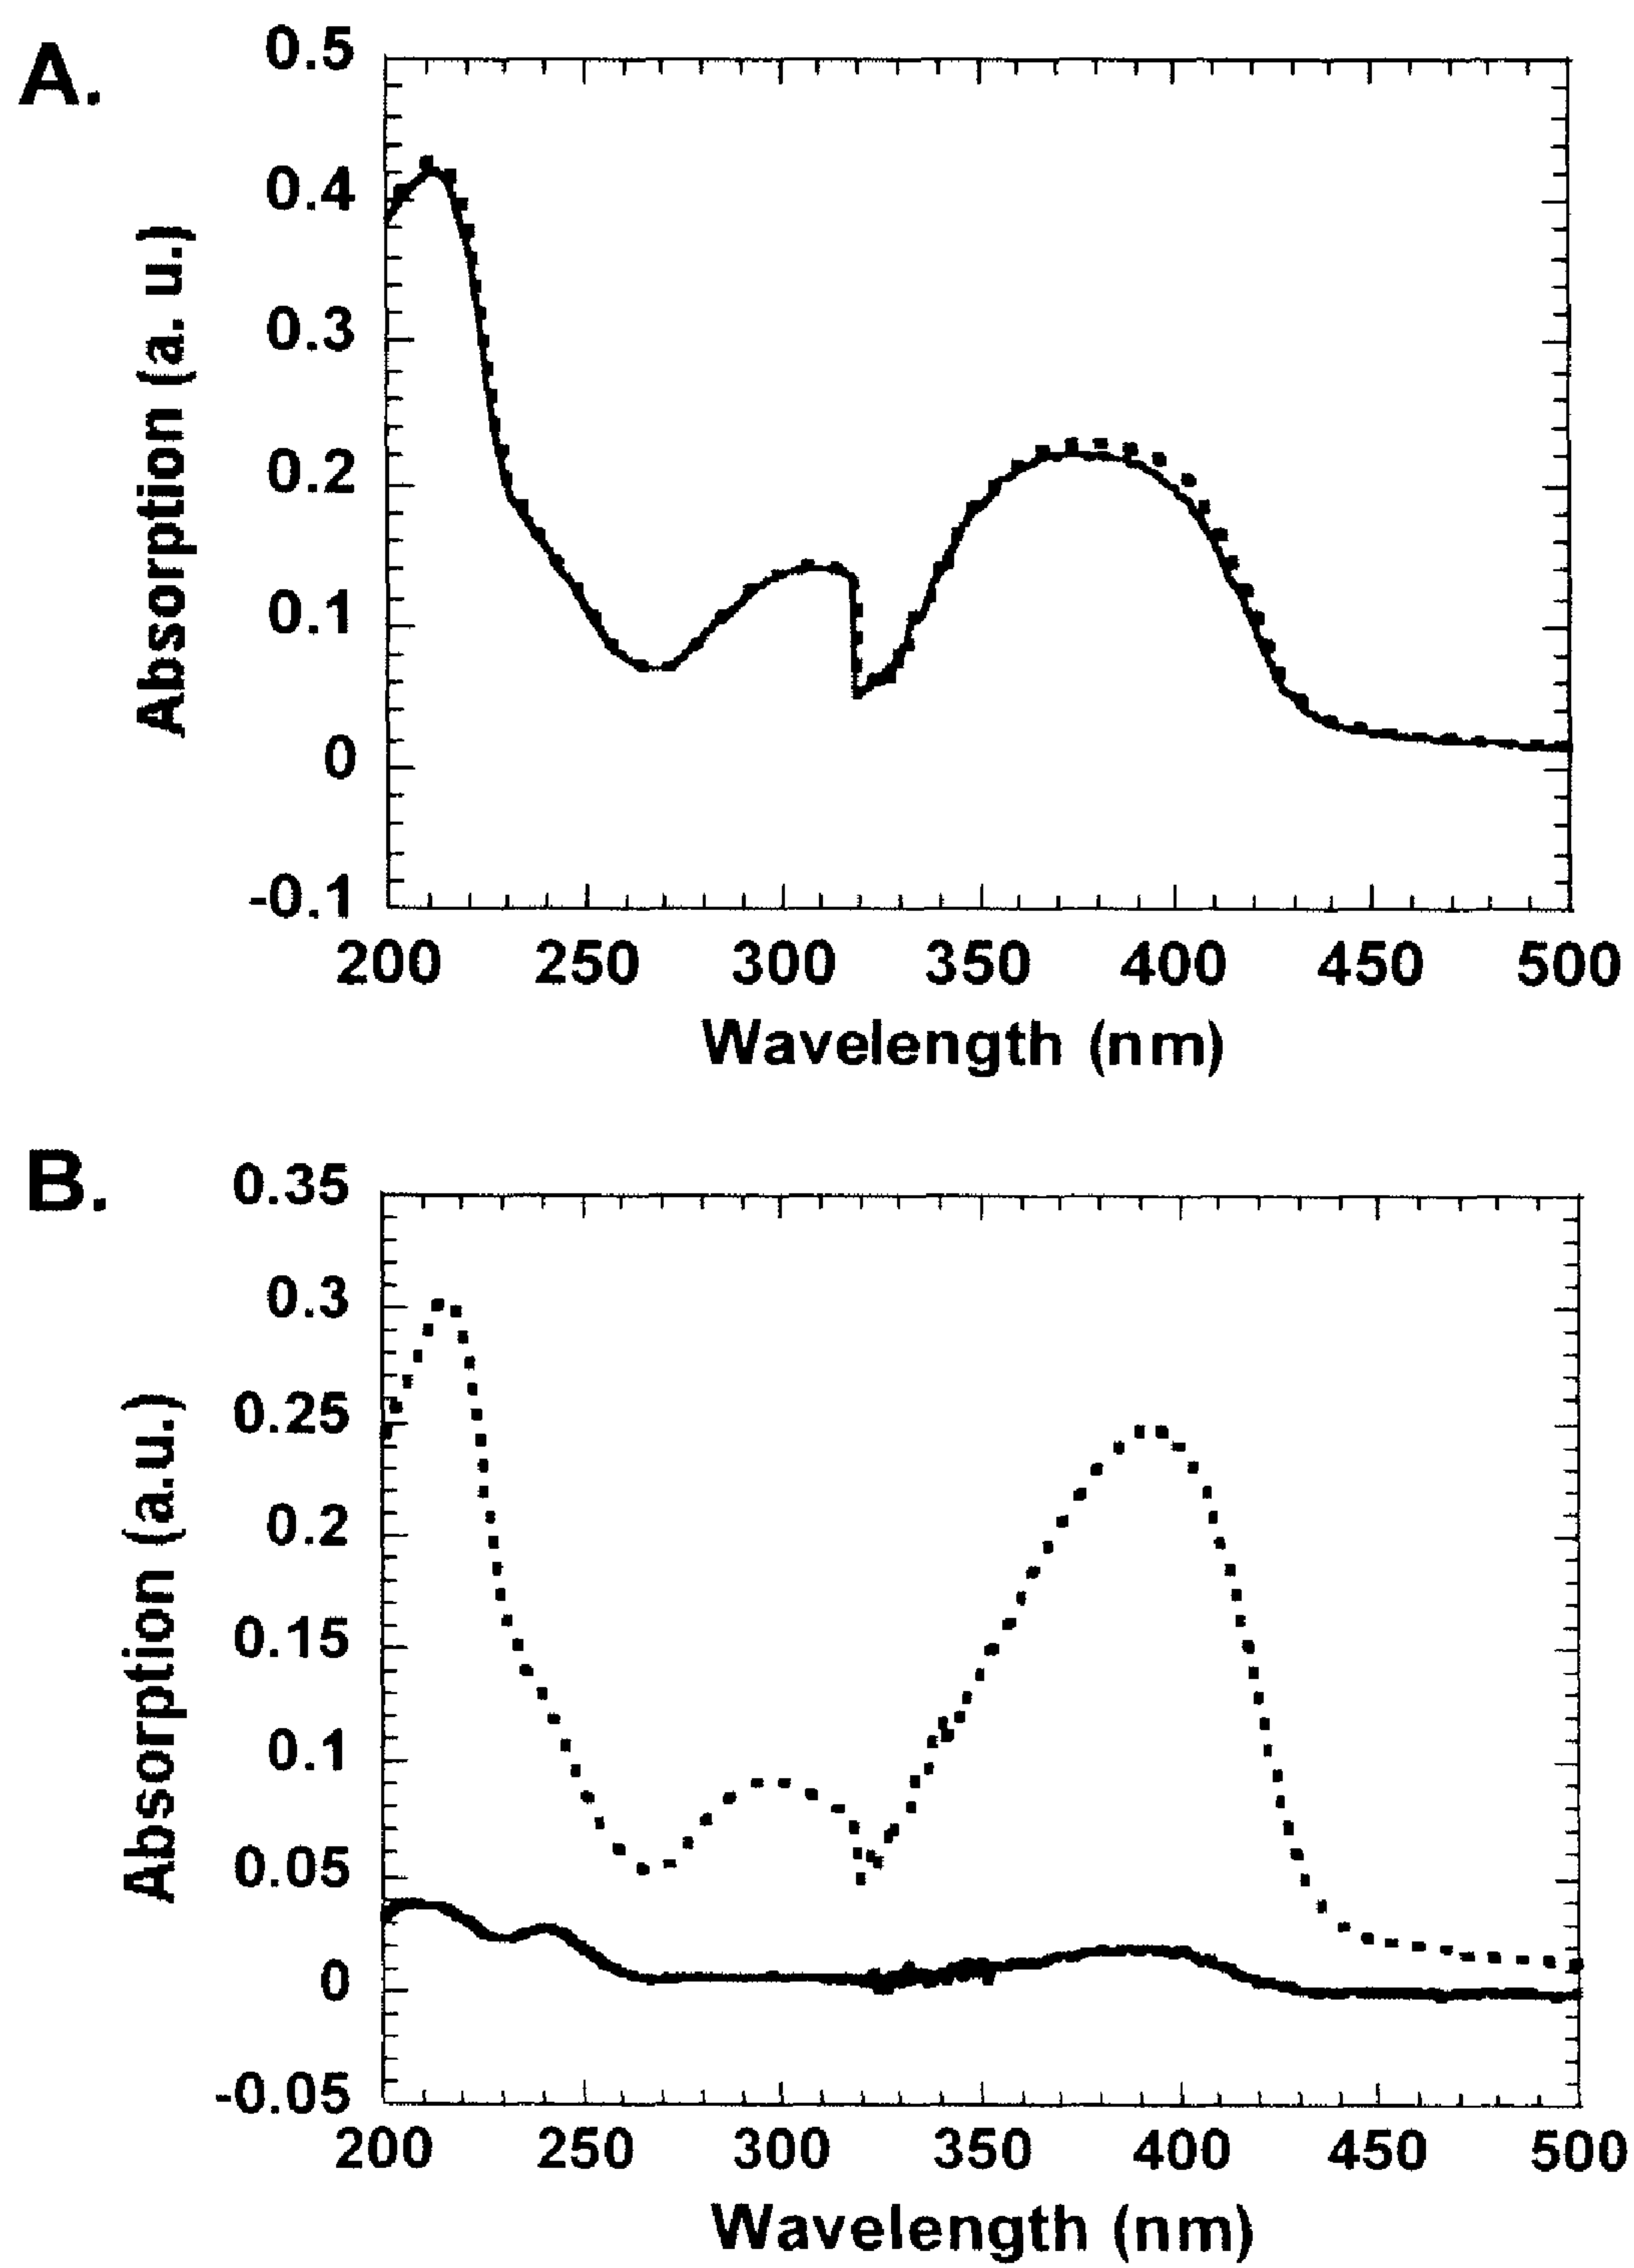 A.
0.5
0.4
0.3
0.2
0.1
0
-0.1
Absorption (a. u.)
200 250 300 350 400 450 500
Wavelength (nm)
B.
0.35
0.3
0.25
0.2
0.15
0.1
0.05
0
-0.05
Absorption (a.u.)
200 250 300 350 400 450 500
Wavelength (nm)